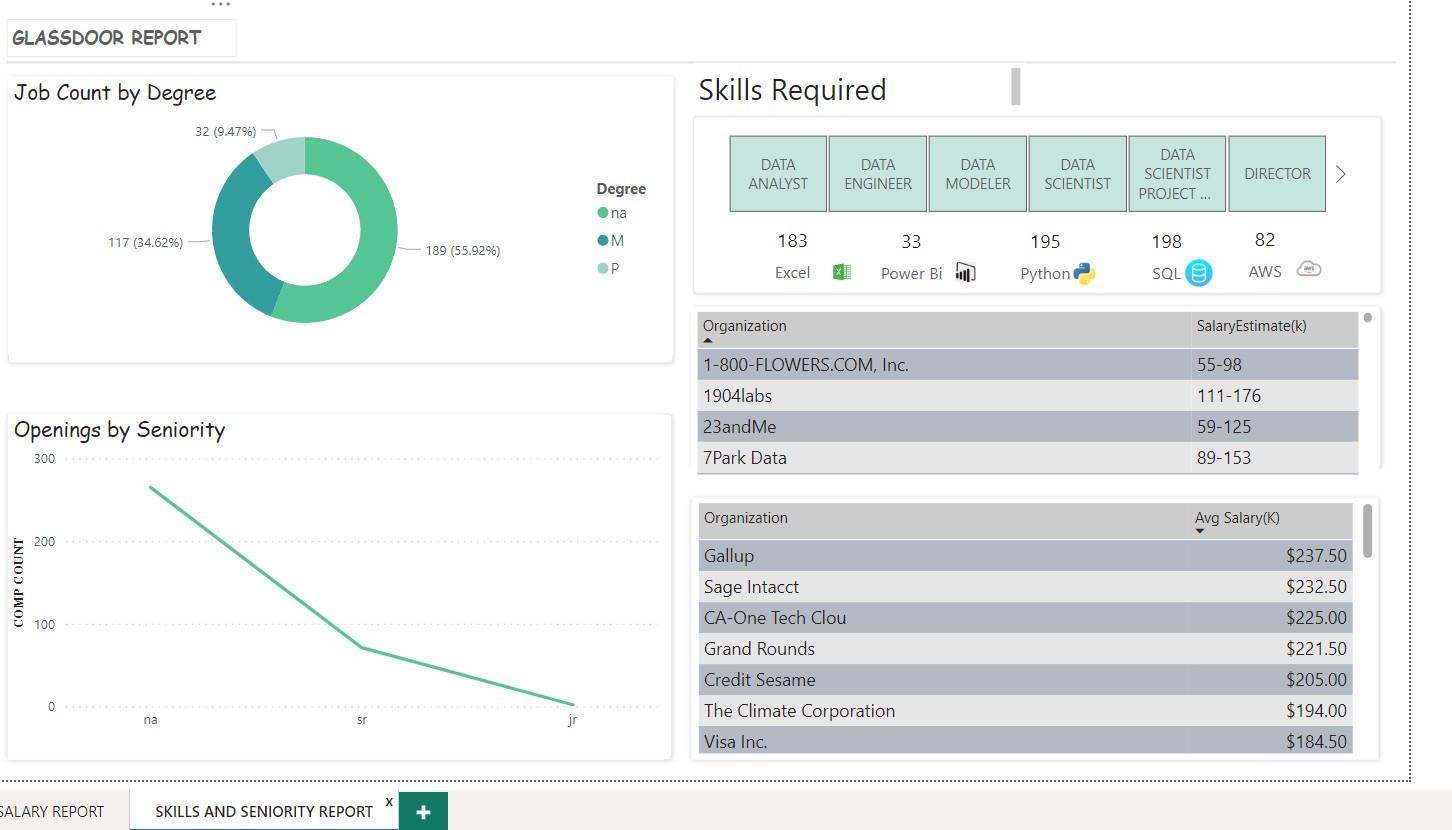 GLASSDOOR REPORT
Job Count by Degree
32 (9.47%)
117 (34.62%)
189 (55.92%)
Degree
na
M
P
Openings by Seniority
300
200
100
0
COMP COUNT
na sr jr
Skills Required
DATA
ANALYST
DATA
ENGINEER
DATA
MODELER
DATA
SCIENTIST
DATA
SCIENTIST
PROJECT ...
DIRECTOR
183 33 195 198 82
Excel Power Bi Python SQL AWS
aws
Organization SalaryEstimate(k)
1-800-FLOWERS.COM, Inc. 55-98
1904labs 111-176
23andMe 59-125
7Park Data 89-153
Organization Avg Salary(K)
Gallup $237.50
Sage Intacct $232.50
CA-One Tech Clou $225.00
Grand Rounds $221.50
Credit Sesame $205.00
The Climate Corporation $194.00
Visa Inc. $184.50
SALARY REPORT
SKILLS AND SENIORITY REPORT x
+